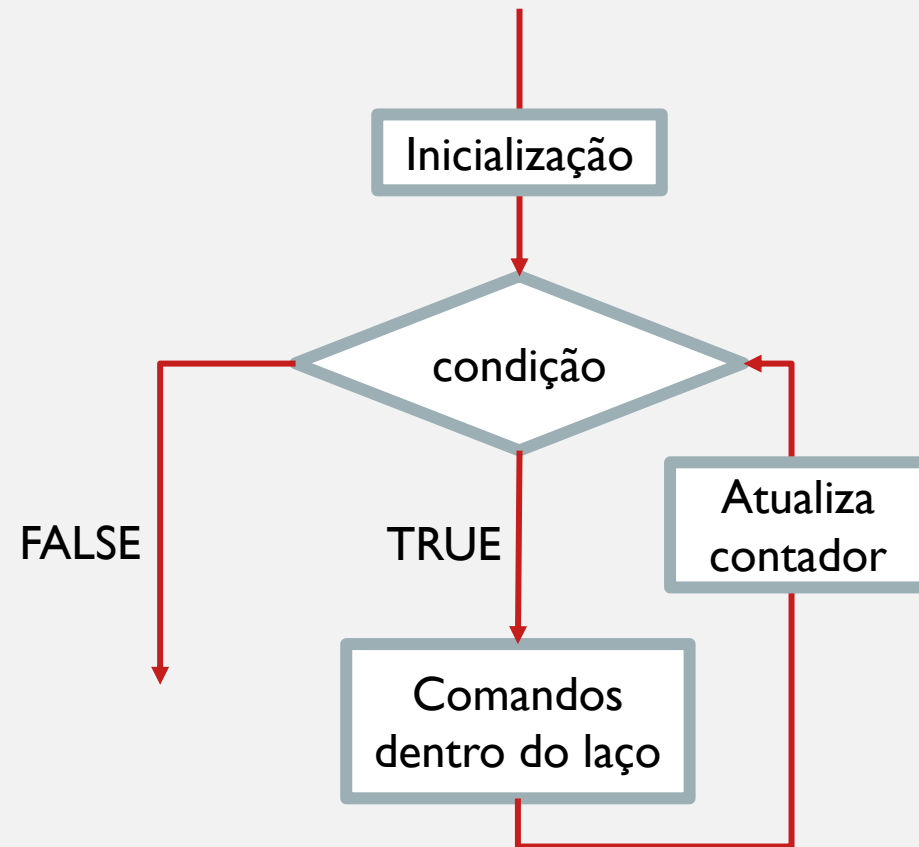 Inicialização
condição
FALSE
TRUE
Atualiza
contador
Comandos
dentro do laço